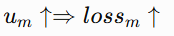 u_m ↑⇒ loss_m ↑